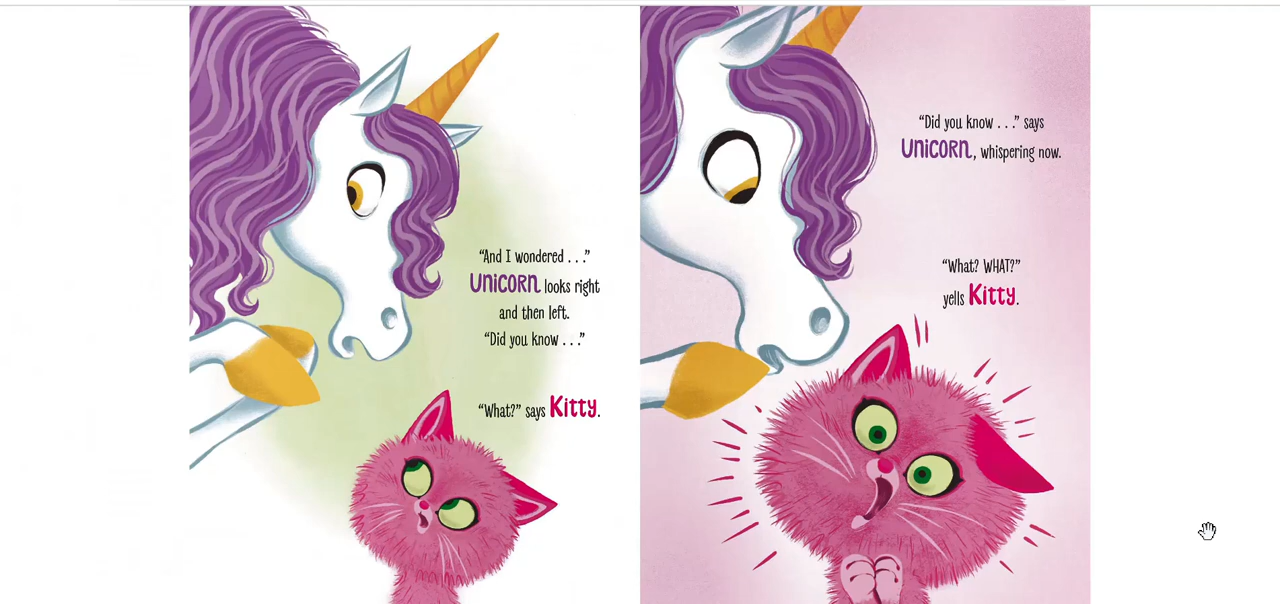 “And I wondered . . .”
UNICORN looks right
and then left.
“Did you know . . .”
“What?” says Kitty.
“Did you know . . .” says
UNICORN, whispering now.
“What? WHAT?”
yells Kitty.